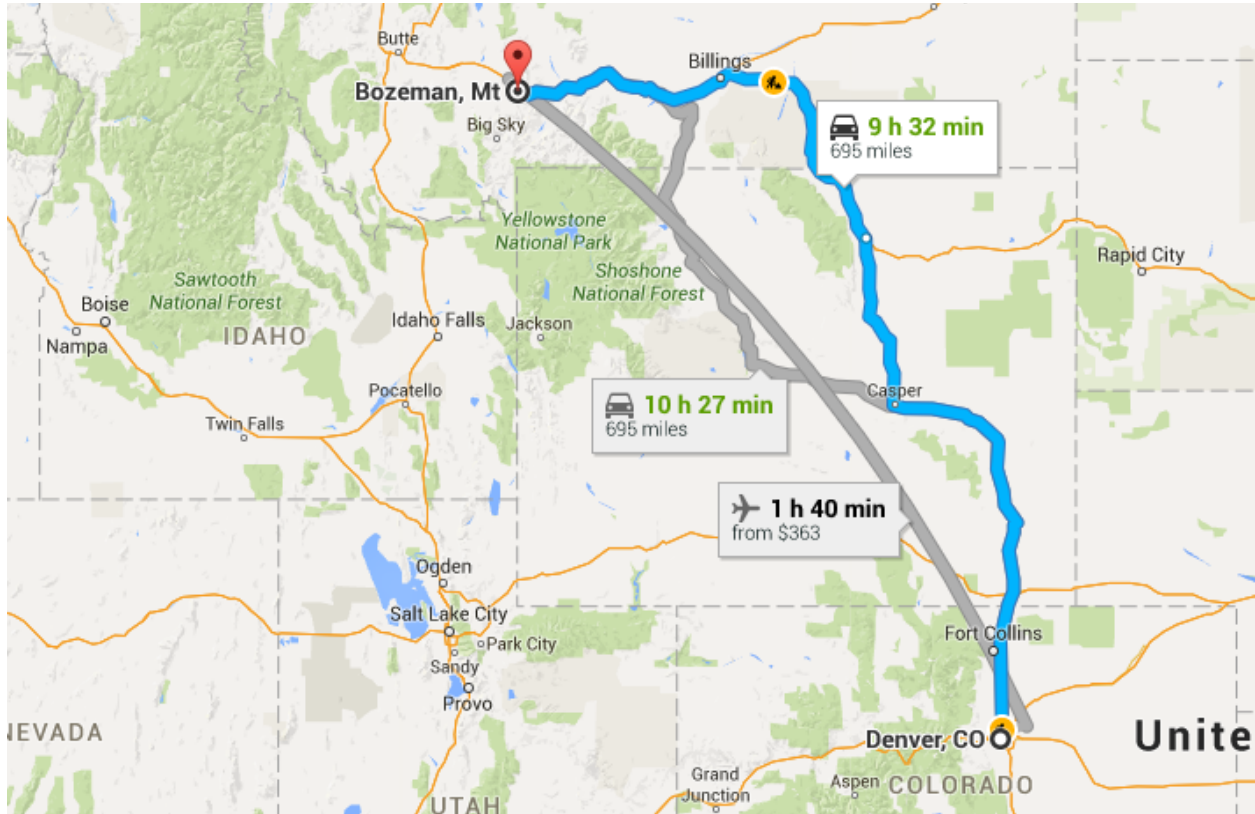 Butte
Billings
Bozeman, Mt
Big Sky
9 h 32 min
695 miles
Yellowstone
National Park
Rapid City
Shoshone
National Forest
Sawtooth
National Forest
Boise
Nampa
IDAHO
Idaho Falls
Jackson
Pocatello
Casper
10 h 27 min
695 miles
Twin Falls
1 h 40 min
from $363
Ogden
Salt Lake City
Park City
Sandy
Provo
Fort Collins
NEVADA
Denver, CO
Unite
Grand
Junction
Aspen
COLORADO
UTAH